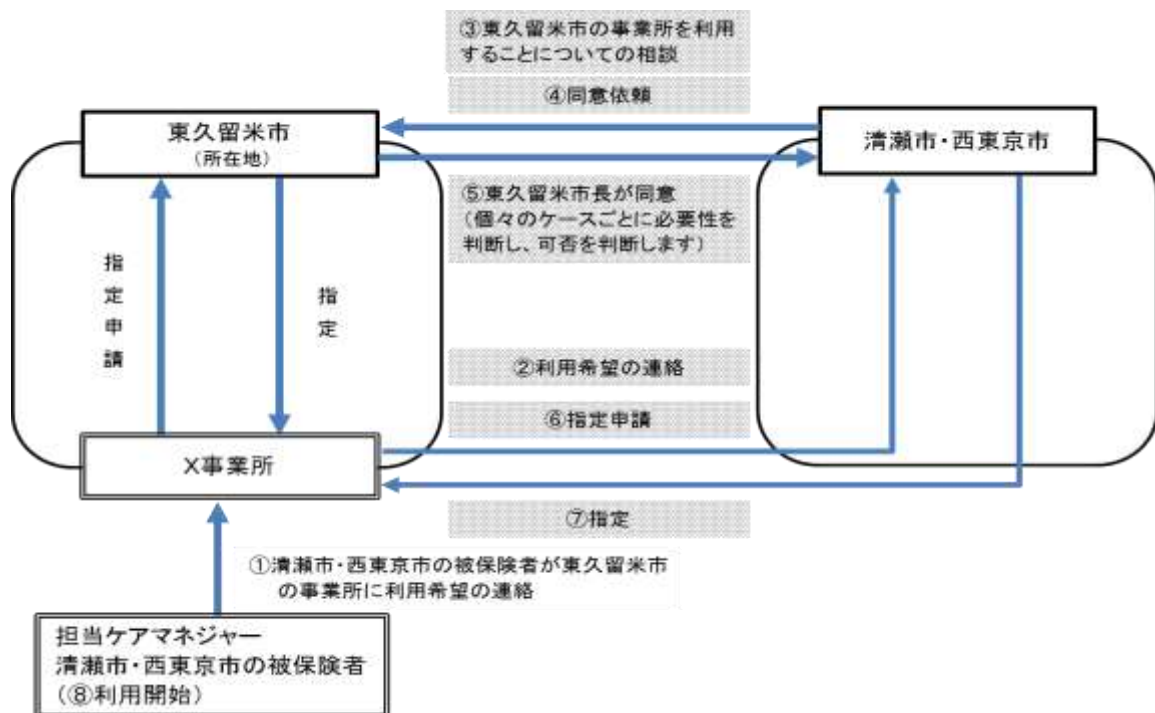 ③東久留米市の事業所を利用
することについての相談
④同意依頼
東久留米市
(所在地)
清瀬市・西東京市
⑤東久留米市長が同意
(個々のケースごとに必要性を
判断し、可否を判断します)
指定申請
指定
②利用希望の連絡
⑥指定申請
X事業所
⑦指定
①清瀬市・西東京市の被保険者が東久留米市
の事業所に利用希望の連絡
担当ケアマネジャー
清瀬市・西東京市の被保険者
(⑧利用開始)